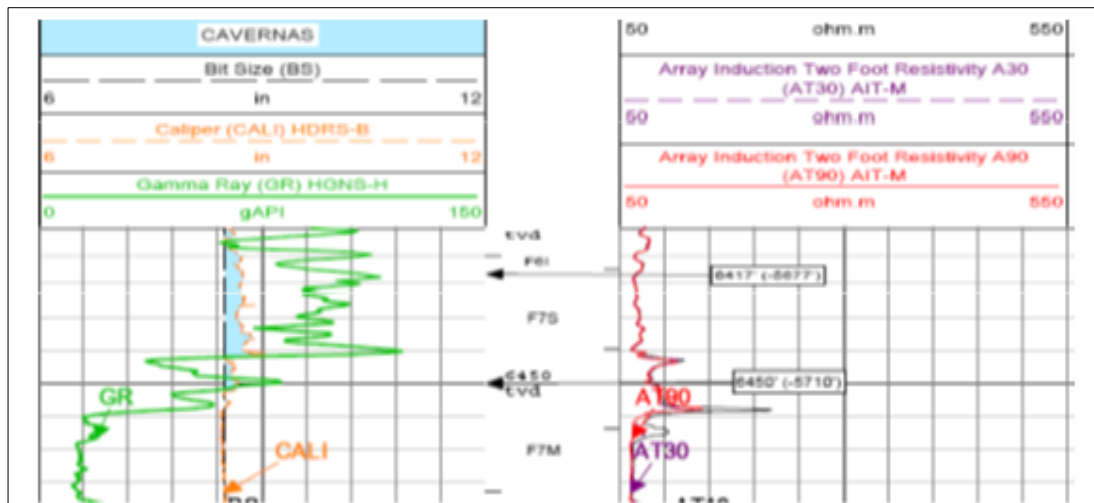 CAVERNAS
Bit Size (BS)
6 in 12
Caliper (CALI) HDRS-B
6 in 12
Gamma Ray (GR) HGNS-H
0 gAPI 150
50 ohm.m 550
Array Induction Two Foot Resistivity A30
(AT30) AIT-M
50 ohm.m 550
Array Induction Two Foot Resistivity A90
(AT90) AIT-M
50 ohm.m 550
tvd
F6I
6417' (-5677')
F7S
6450
tvd
6450' (-5710')
GR
AT90
F7M
CALI
AT30